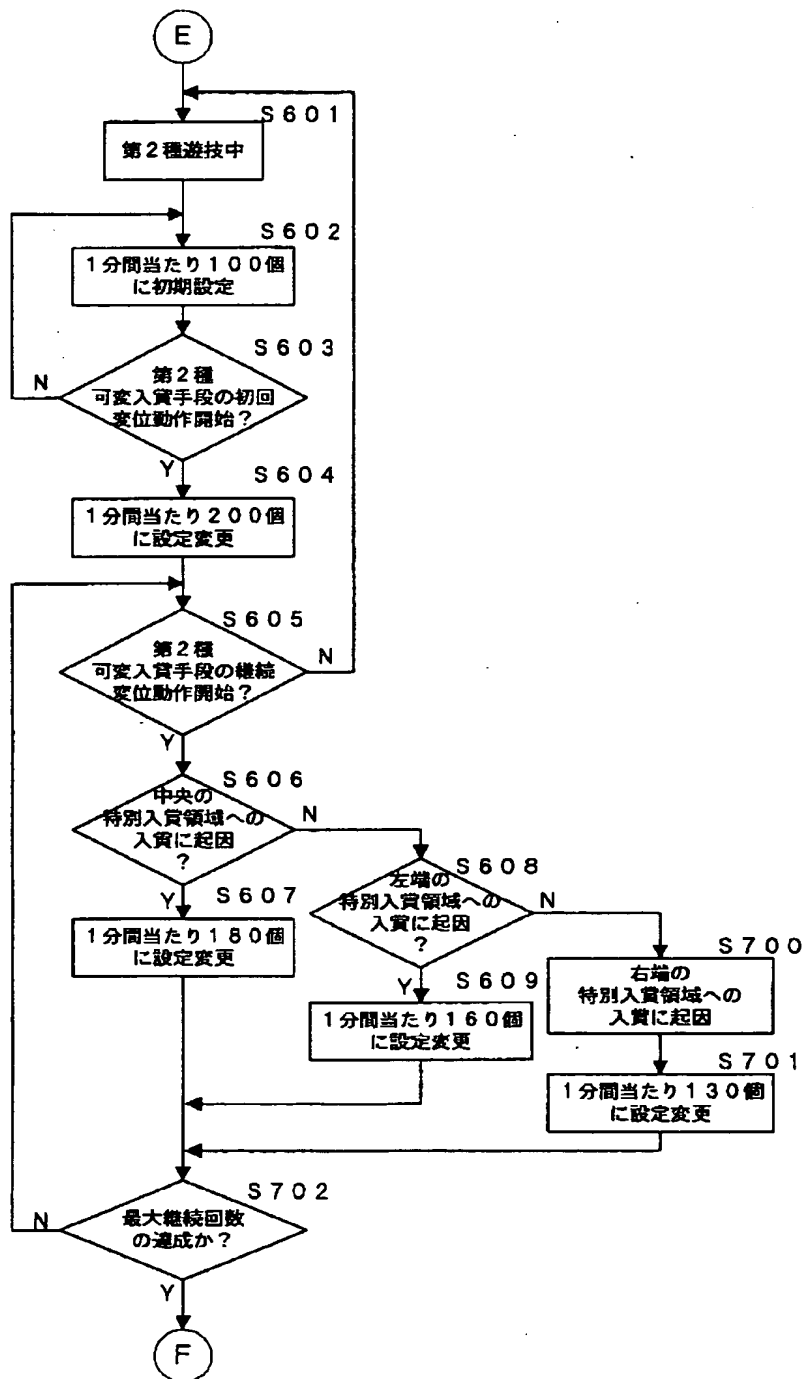 E
S601
第2種遊技中
S602
1分間当たり100個
に初期設定
S603
第2種
可変入賞手段の初回
変位動作開始?
N
Y
S604
1分間当たり200個
に設定変更
S605
第2種
可変入賞手段の継続
変位動作開始?
N
Y
S606
中央の
特別入賞領域への
入賞に起因
?
N
Y
S607
1分間当たり180個
に設定変更
S608
左端の
特別入賞領域への
入賞に起因
?
N
Y
S609
1分間当たり160個
に設定変更
S700
右端の
特別入賞領域への
入賞に起因
S701
1分間当たり130個
に設定変更
S702
最大継続回数
の達成か?
N
Y
F